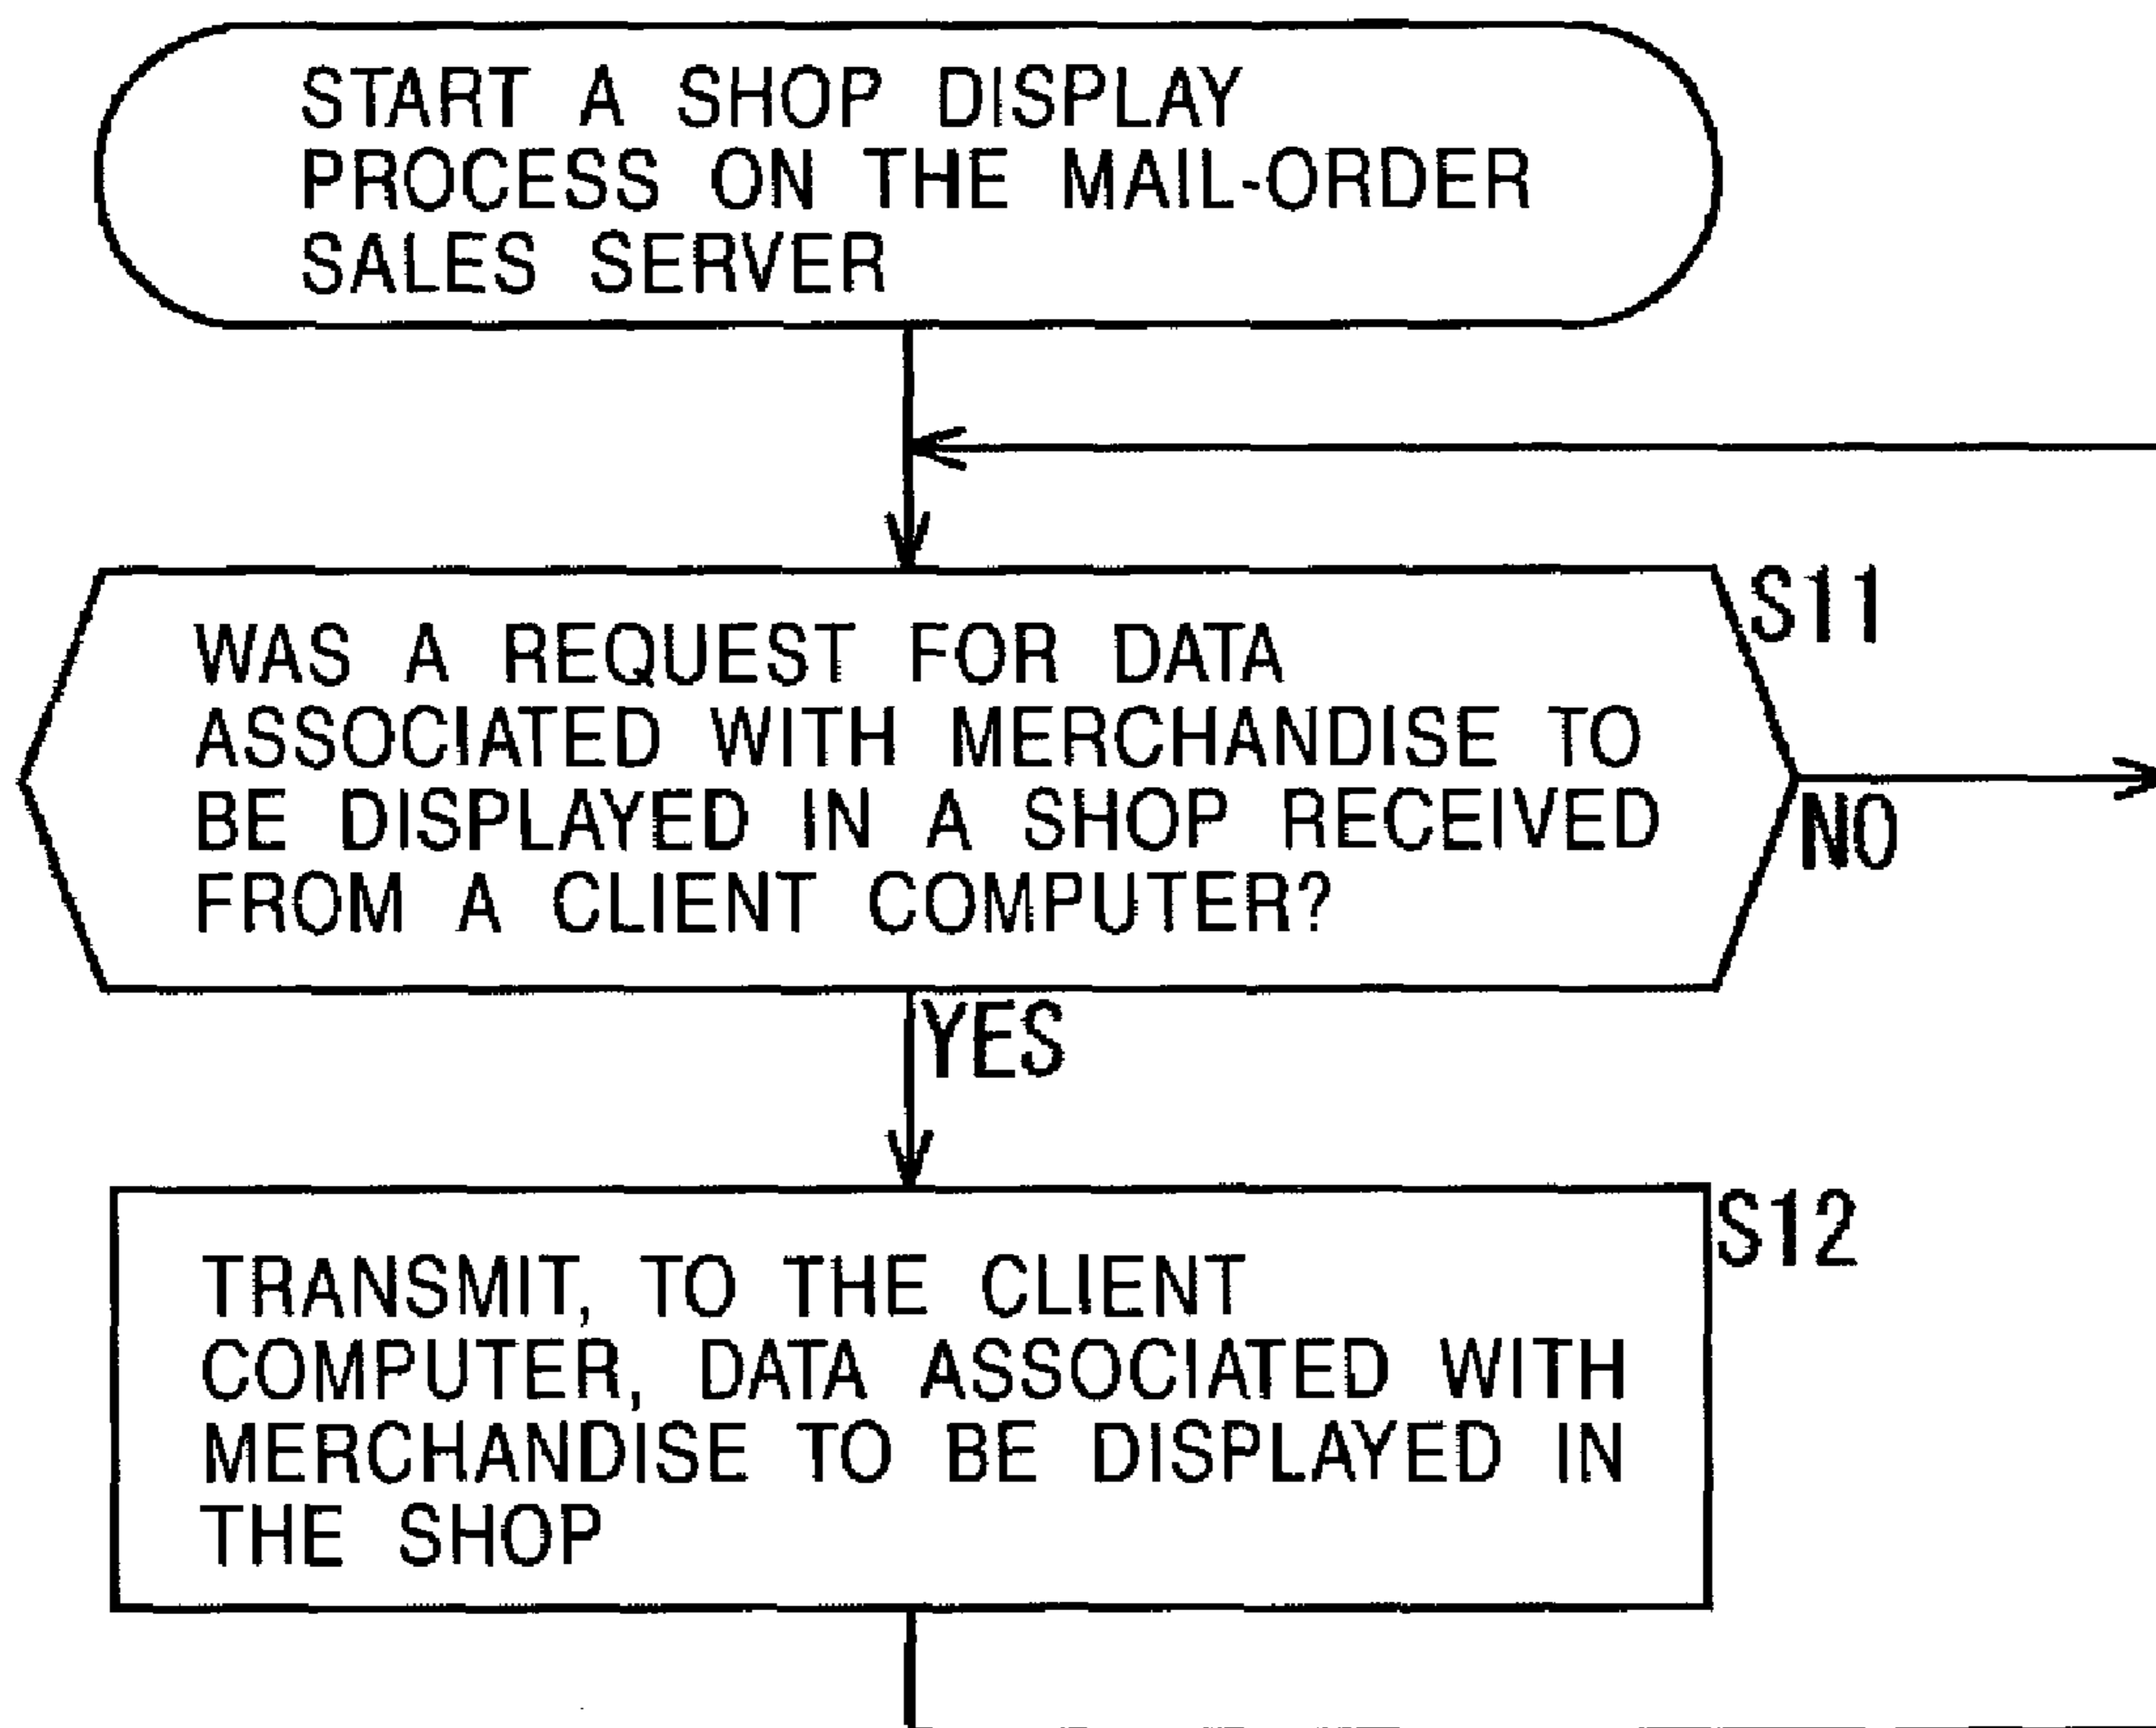 START A SHOP DISPLAY
PROCESS ON THE MAIL-ORDER
SALES SERVER
S11
WAS A REQUEST FOR DATA
ASSOCIATED WITH MERCHANDISE TO
BE DISPLAYED IN A SHOP RECEIVED
FROM A CLIENT COMPUTER?
NO
YES
S12
TRANSMIT, TO THE CLIENT
COMPUTER, DATA ASSOCIATED WITH
MERCHANDISE TO BE DISPLAYED IN
THE SHOP